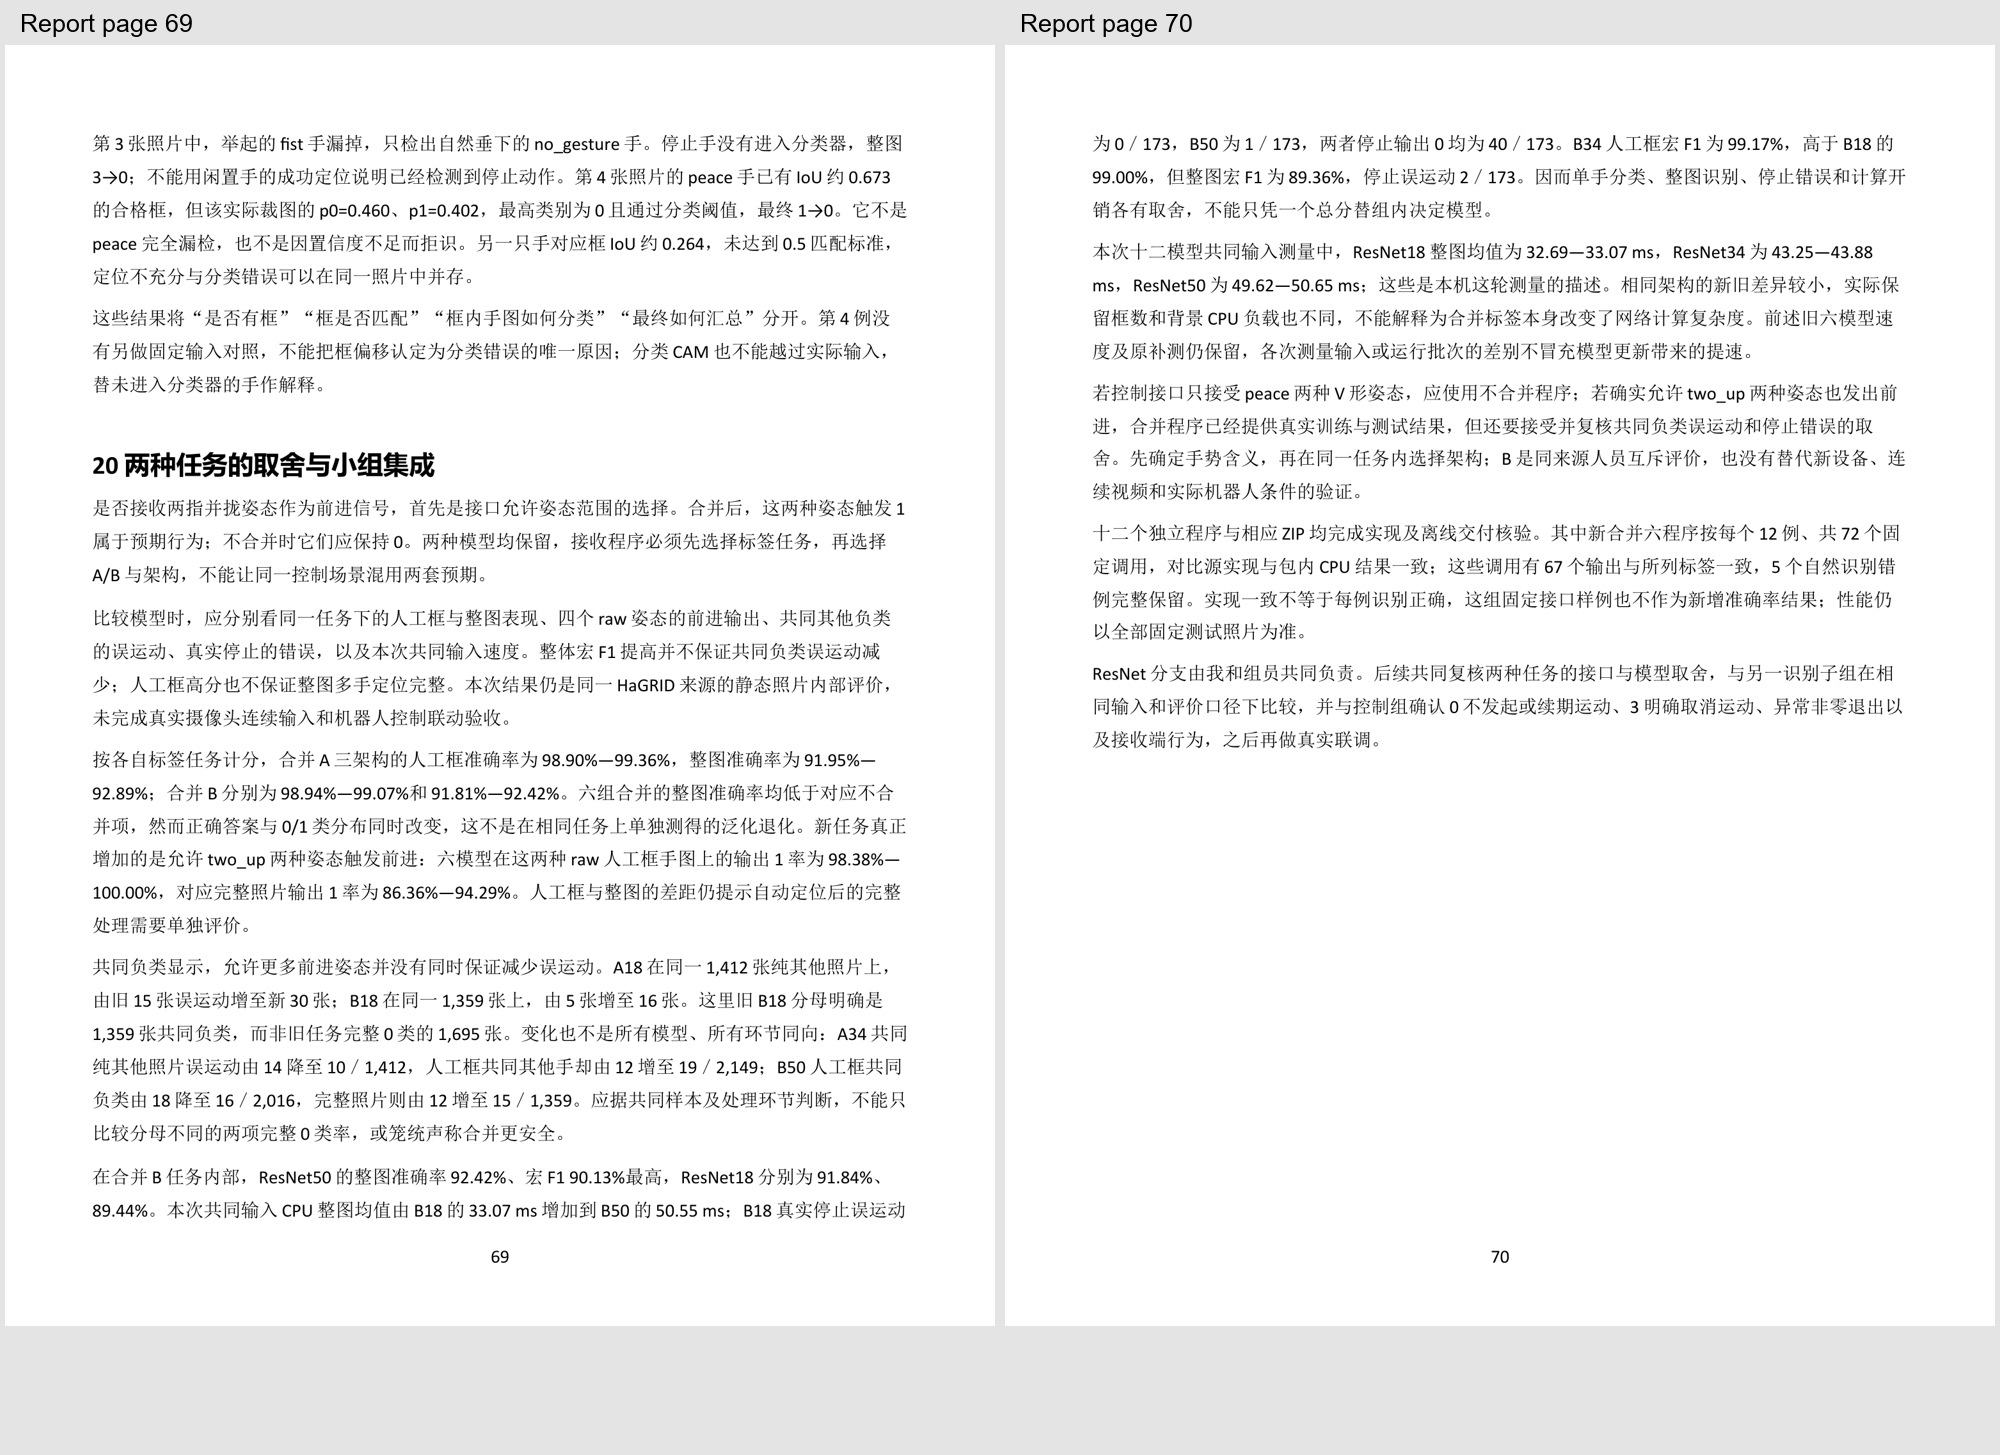 Report page 69
第 3 张照片中，举起的 fist 手漏掉，只检出自然垂下的 no_gesture 手。停止手没有进入分类器，整图
3→0；不能用闲置手的成功定位说明已经检测到停止动作。第 4 张照片的 peace 手已有 IoU 约 0.673
的合格框，但该实际裁图的 p0=0.460、p1=0.402，最高类别为 0 且通过分类阈值，最终 1→0。它不是
peace 完全漏检，也不是因置信度不足而拒识。另一只手对应框 IoU 约 0.264，未达到 0.5 匹配标准，
定位不充分与分类错误可以在同一照片中并存。
这些结果将“是否有框”“框是否匹配”“框内手图如何分类”“最终如何汇总”分开。第 4 例没
有另做固定输入对照，不能把框偏移认定为分类错误的唯一原因；分类 CAM 也不能越过实际输入，
替未进入分类器的手作解释。
20 两种任务的取舍与小组集成
是否接收两指并拢姿态作为前进信号，首先是接口允许姿态范围的选择。合并后，这两种姿态触发 1
属于预期行为；不合并时它们应保持 0。两种模型均保留，接收程序必须先选择标签任务，再选择
A/B 与架构，不能让同一控制场景混用两套预期。
比较模型时，应分别看同一任务下的人工框与整图表现、四个 raw 姿态的前进输出、共同其他负类
的误运动、真实停止的错误，以及本次共同输入速度。整体宏 F1 提高并不保证共同负类误运动减
少；人工框高分也不保证整图多手定位完整。本次结果仍是同一 HaGRID 来源的静态照片内部评价，
未完成真实摄像头连续输入和机器人控制联动验收。
按各自标签任务计分，合并 A 三架构的人工框准确率为 98.90%—99.36%，整图准确率为 91.95%—
92.89%；合并 B 分别为 98.94%—99.07%和 91.81%—92.42%。六组合并的整图准确率均低于对应不合
并项，然而正确答案与 0/1 类分布同时改变，这不是在相同任务上单独测得的泛化退化。新任务真正
增加的是允许 two_up 两种姿态触发前进：六模型在这两种 raw 人工框手图上的输出 1 率为 98.38%—
100.00%，对应完整照片输出 1 率为 86.36%—94.29%。人工框与整图的差距仍提示自动定位后的完整
处理需要单独评价。
共同负类显示，允许更多前进姿态并没有同时保证减少误运动。A18 在同一 1,412 张纯其他照片上，
由旧 15 张误运动增至新 30 张；B18 在同一 1,359 张上，由 5 张增至 16 张。这里旧 B18 分母明确是
1,359 张共同负类，而非旧任务完整 0 类的 1,695 张。变化也不是所有模型、所有环节同向：A34 共同
纯其他照片误运动由 14 降至 10 / 1,412，人工框共同其他手却由 12 增至 19 / 2,149；B50 人工框共同
负类由 18 降至 16 / 2,016，完整照片则由 12 增至 15 / 1,359。应据共同样本及处理环节判断，不能只
比较分母不同的两项完整 0 类率，或笼统声称合并更安全。
在合并 B 任务内部，ResNet50 的整图准确率 92.42%、宏 F1 90.13%最高，ResNet18 分别为 91.84%、
89.44%。本次共同输入 CPU 整图均值由 B18 的 33.07 ms 增加到 B50 的 50.55 ms；B18 真实停止误运动
69
Report page 70
为 0 / 173，B50 为 1 / 173，两者停止输出 0 均为 40 / 173。B34 人工框宏 F1 为 99.17%，高于 B18 的
99.00%，但整图宏 F1 为 89.36%，停止误运动 2 / 173。因而单手分类、整图识别、停止错误和计算开
销各有取舍，不能只凭一个总分替组内决定模型。
本次十二模型共同输入测量中，ResNet18 整图均值为 32.69—33.07 ms，ResNet34 为 43.25—43.88
ms，ResNet50 为 49.62—50.65 ms；这些是本机这轮测量的描述。相同架构的新旧差异较小，实际保
留框数和背景 CPU 负载也不同，不能解释为合并标签本身改变了网络计算复杂度。前述旧六模型速
度及原补测仍保留，各次测量输入或运行批次的差别不冒充模型更新带来的提速。
若控制接口只接受 peace 两种 V 形姿态，应使用不合并程序；若确实允许 two_up 两种姿态也发出前
进，合并程序已经提供真实训练与测试结果，但还要接受并复核共同负类误运动和停止错误的取
舍。先确定手势含义，再在同一任务内选择架构；B 是同来源人员互斥评价，也没有替代新设备、连
续视频和实际机器人条件的验证。
十二个独立程序与相应 ZIP 均完成实现及离线交付核验。其中新合并六程序按每个 12 例、共 72 个固
定调用，对比源实现与包内 CPU 结果一致；这些调用有 67 个输出与所列标签一致，5 个自然识别错
例完整保留。实现一致不等于每例识别正确，这组固定接口样例也不作为新增准确率结果；性能仍
以全部固定测试照片为准。
ResNet 分支由我和组员共同负责。后续共同复核两种任务的接口与模型取舍，与另一识别子组在相
同输入和评价口径下比较，并与控制组确认 0 不发起或续期运动、3 明确取消运动、异常非零退出以
及接收端行为，之后再做真实联调。
70